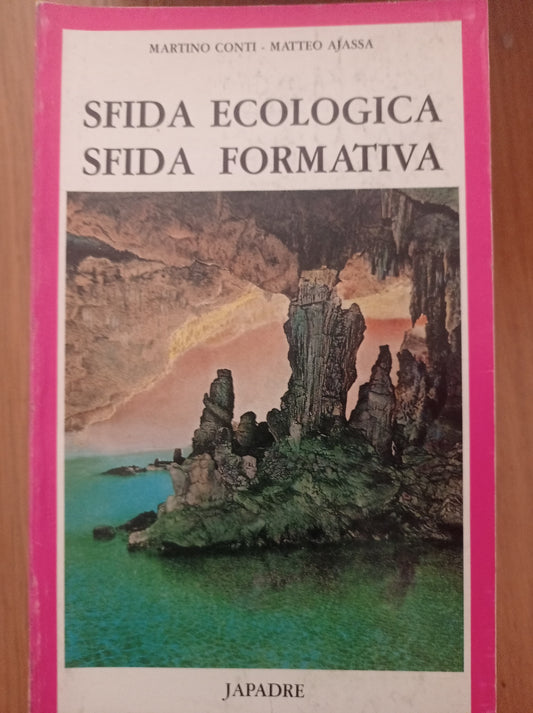 MARTINO CONTI - MATTEO AJASSA
SFIDA ECOLOGICA
SFIDA FORMATIVA
JAPADRE